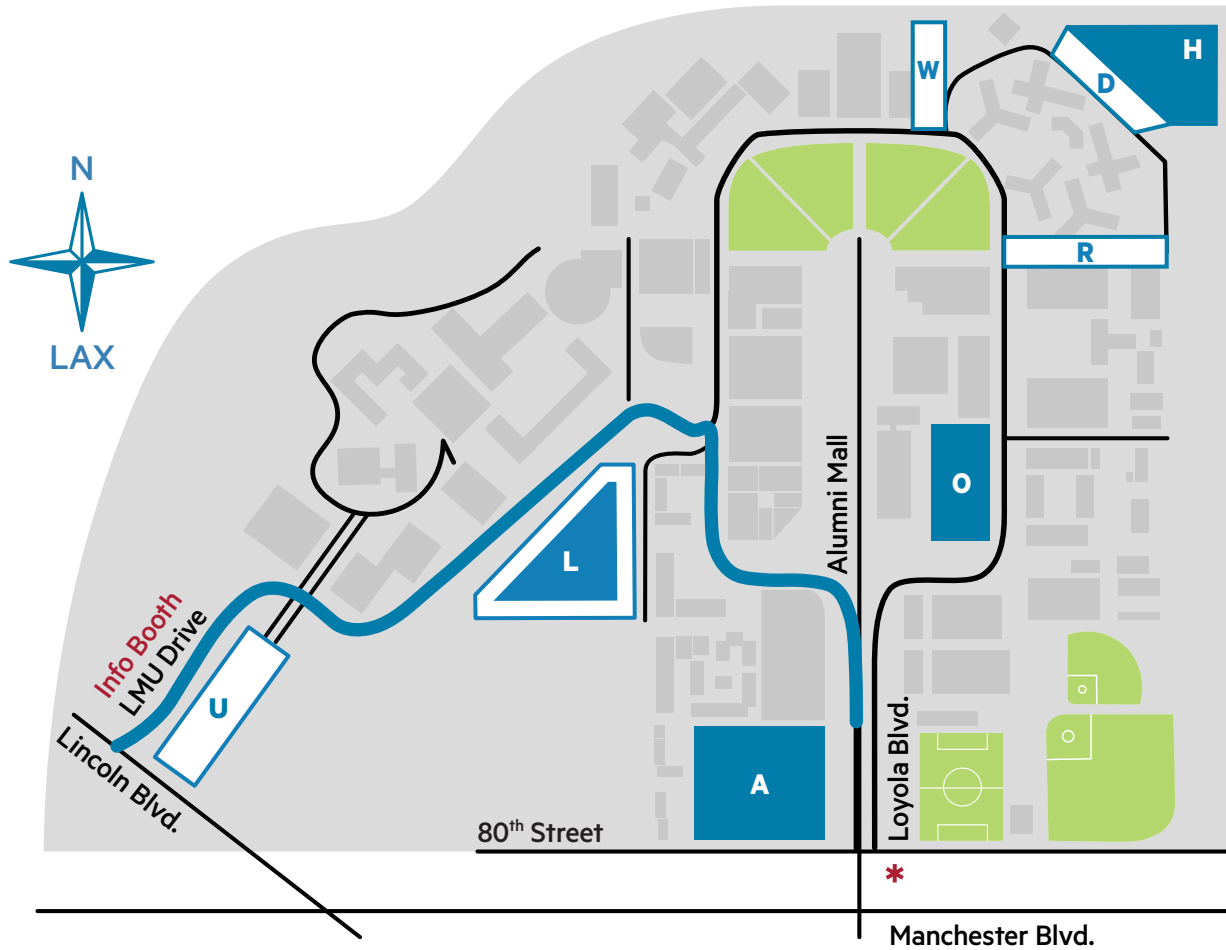 H
W
D
N
R
LAX
Alumni Mall
O
L
Info Booth
LMU Drive
U
Lincoln Blvd.
A
Loyola Blvd.
80th Street
*
Manchester Blvd.